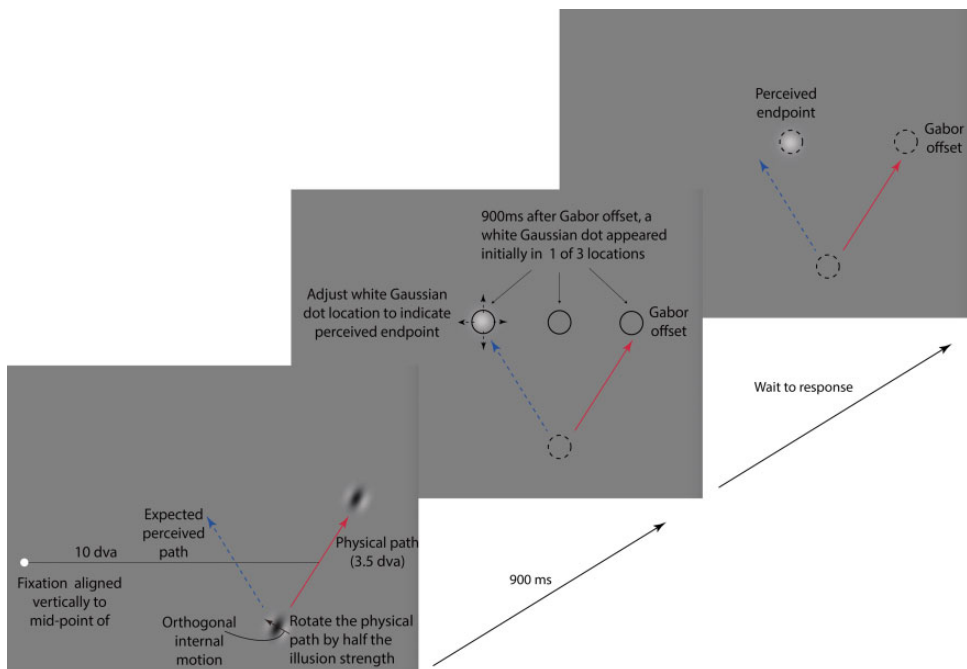 Perceived
endpoint
Gabor
offset
900ms after Gabor offset, a
white Gaussian dot appeared
initially in 1 of 3 locations
Adjust white Gaussian
dot location to indicate
perceived endpoint
Gabor
offset
Wait to response
Expected
perceived
path
10 dva
Physical path
(3.5 dva)
Fixation aligned
vertically to
mid-point of
Orthogonal
internal
motion
Rotate the physical
path by half the
illusion strength
900 ms